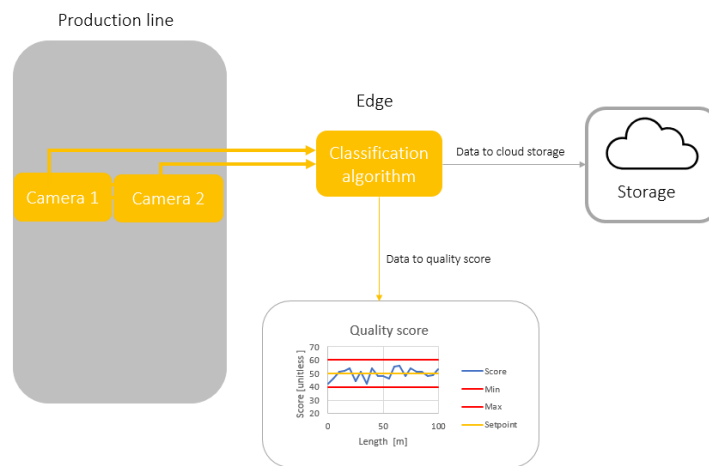 Production line
Edge
Camera 1
Camera 2
Classification
algorithm
Data to cloud storage
Storage
Data to quality score
Quality score
Score [unitless ]
70
60
50
40
30
20
0
50
100
Length [m]
Score
Min
Max
Setpoint